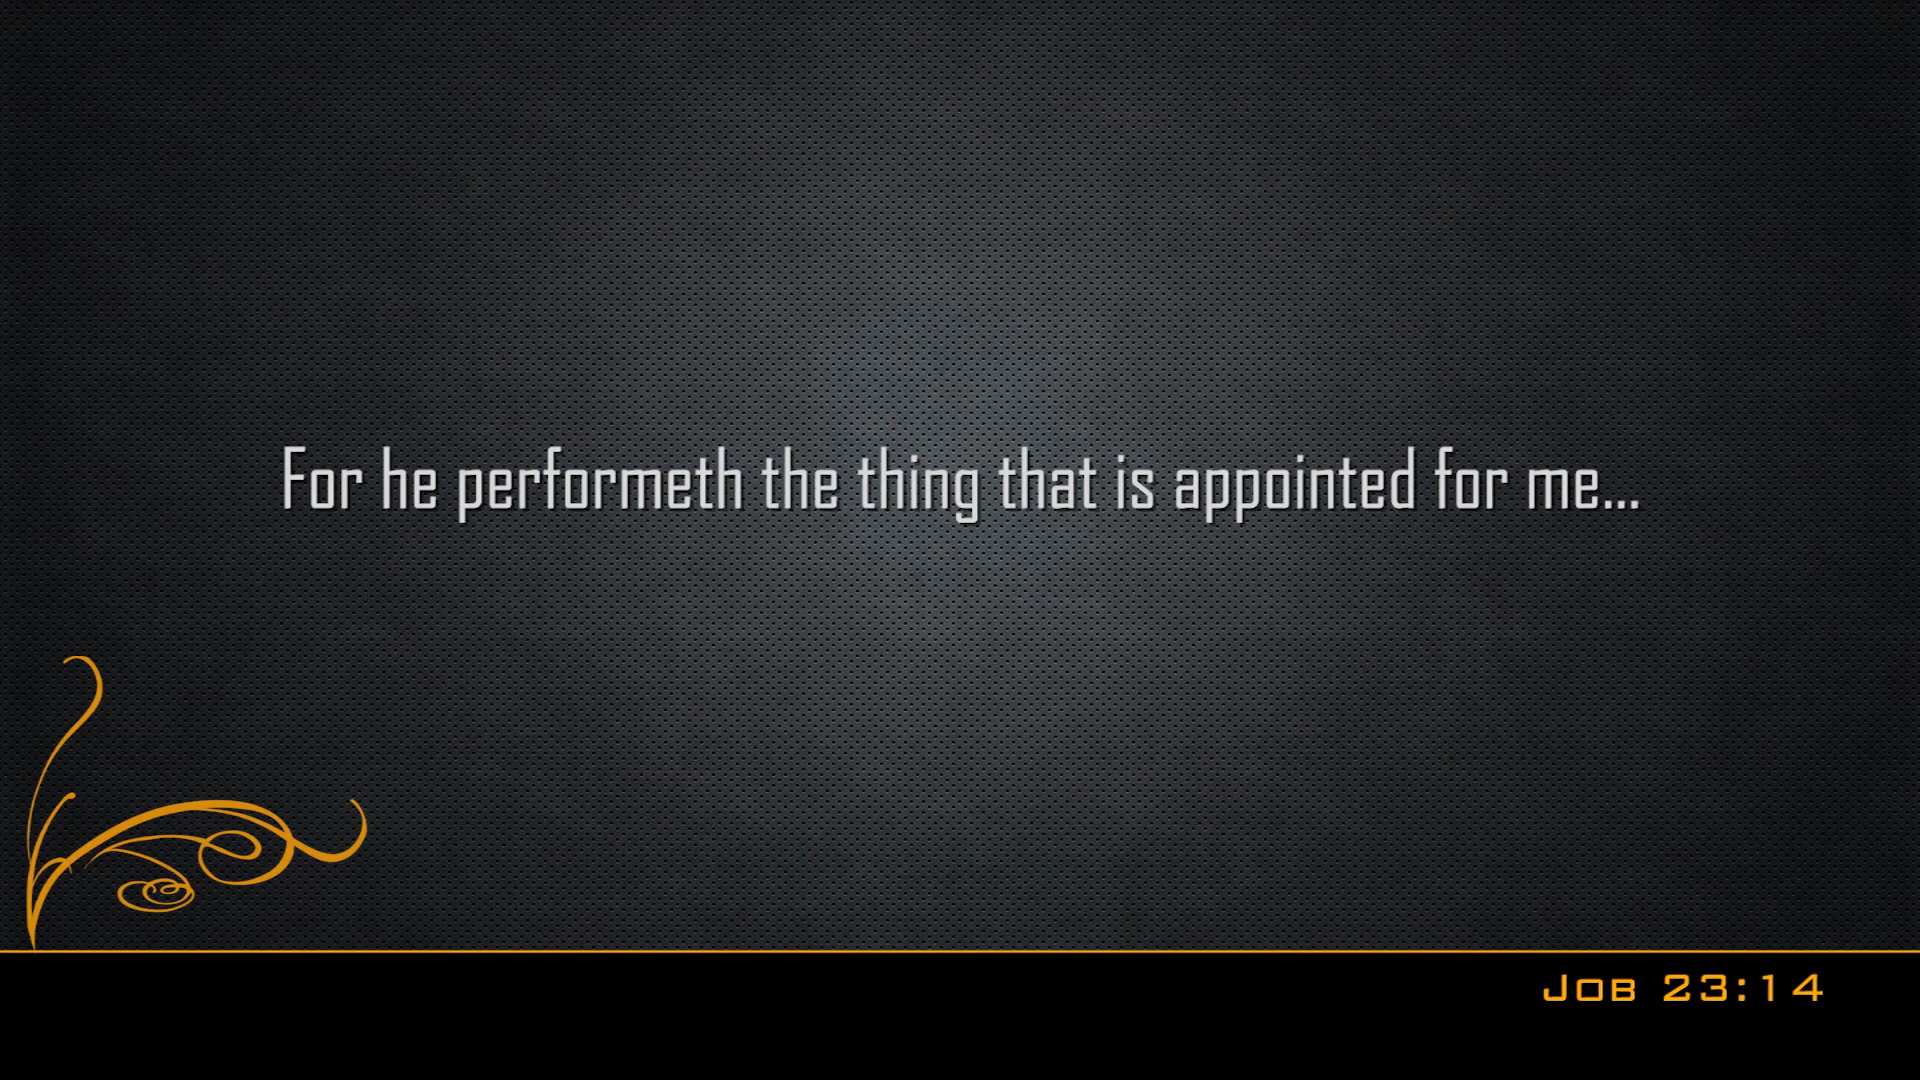 For he performeth the thing that is appointed for me...
Job 23:14